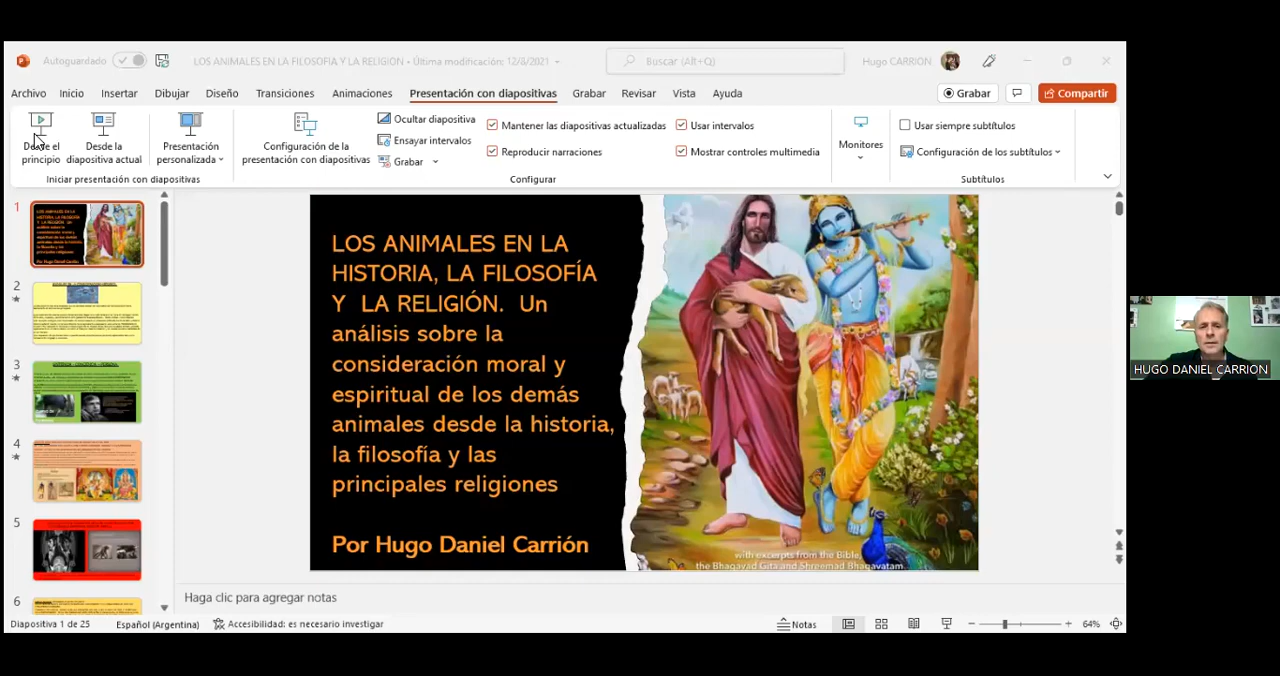 Autoguardado
LOS ANIMALES EN LA FILOSOFÍA Y LA RELIGION • Última modificación: 12/8/2021
Buscar (Alt+Q)
Hugo CARRION
Archivo Inicio Insertar Dibujar Diseño Transiciones Animaciones Presentación con diapositivas Grabar Revisar Vista Ayuda
Grabar
Compartir
Desde el principio
Desde la diapositiva actual
Presentación personalizada
Iniciar presentación con diapositivas
Configuración de la presentación con diapositivas
Ocultar diapositiva
Ensayar intervalos
Grabar
Mantener las diapositivas actualizadas
Reproducir narraciones
Usar intervalos
Mostrar controles multimedia
Configurar
Monitores
Usar siempre subtítulos
Configuración de los subtítulos
Subtítulos
1
2
3
4
5
6
LOS ANIMALES EN LA
HISTORIA, LA FILOSOFÍA
Y LA RELIGIÓN. Un
análisis sobre la
consideración moral y
espiritual de los demás
animales desde la historia,
la filosofía y las
principales religiones
Por Hugo Daniel Carrión
with excerpts from the Bible,
the Bhagavad Gita and Shreemad Bhagavatam
HUGO DANIEL CARRION
Haga clic para agregar notas
Diapositiva 1 de 25
Español (Argentina)
Accesibilidad: es necesario investigar
Notas
64%